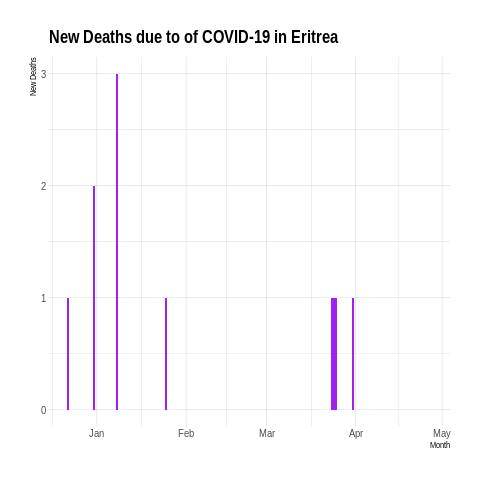 New Deaths due to of COVID-19 in Eritrea
New Deaths
3
2
1
0
Jan Feb Mar Apr May
Month